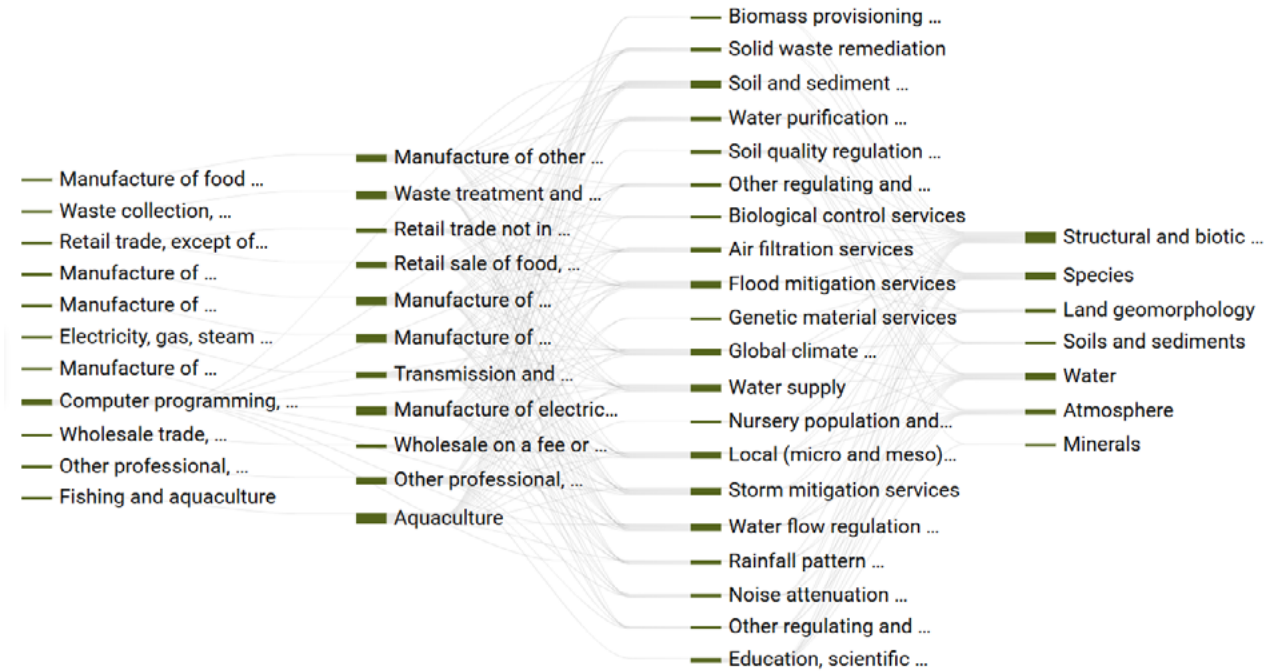 Manufacture of food ...
Waste collection, ...
Retail trade, except of...
Manufacture of ...
Manufacture of ...
Electricity, gas, steam ...
Manufacture of ...
Computer programming, ...
Wholesale trade, ...
Other professional, ...
Fishing and aquaculture
Manufacture of other ...
Waste treatment and ...
Retail trade not in ...
Retail sale of food, ...
Manufacture of ...
Manufacture of ...
Transmission and ...
Manufacture of electric...
Wholesale on a fee or ...
Other professional, ...
Aquaculture
Biomass provisioning ...
Solid waste remediation
Soil and sediment ...
Water purification ...
Soil quality regulation ...
Other regulating and ...
Biological control services
Air filtration services
Flood mitigation services
Genetic material services
Global climate ...
Water supply
Nursery population and...
Local (micro and meso)...
Storm mitigation services
Water flow regulation ...
Rainfall pattern ...
Noise attenuation ...
Other regulating and ...
Education, scientific ...
Structural and biotic ...
Species
Land geomorphology
Soils and sediments
Water
Atmosphere
Minerals